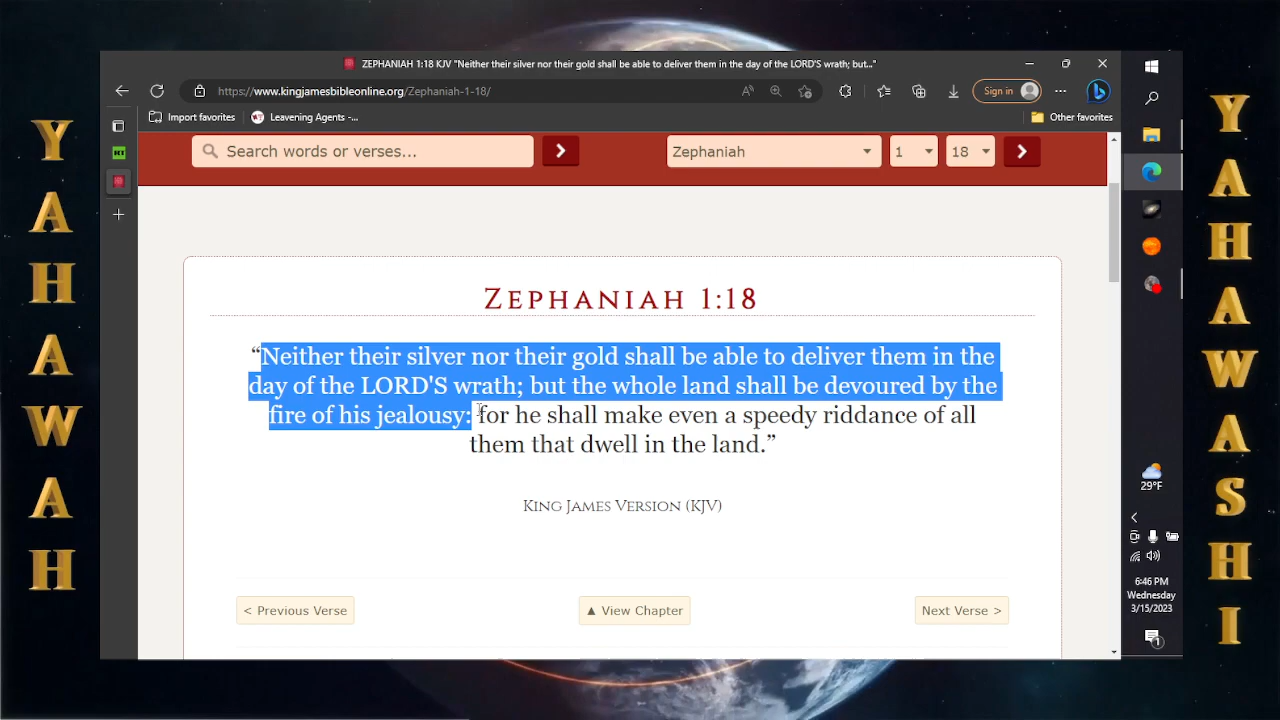 ZEPHANIAH 1:18 KJV "Neither their silver nor their gold shall be able to deliver them in the day of the LORD'S wrath; but..."
https://www.kingjamesbibleonline.org/Zephaniah-1-18/
Sign in
Import favorites
Leavening Agents -...
Other favorites
Search words or verses...
Zephaniah
1
18
ZEPHANIAH 1:18
“Neither their silver nor their gold shall be able to deliver them in the
day of the LORD'S wrath; but the whole land shall be devoured by the
fire of his jealousy: for he shall make even a speedy riddance of all
them that dwell in the land.”
KING JAMES VERSION (KJV)
< Previous Verse
▲ View Chapter
Next Verse >
29°F
6:46 PM
Wednesday
3/15/2023
1
YAHAWAH
YAHAWASHI